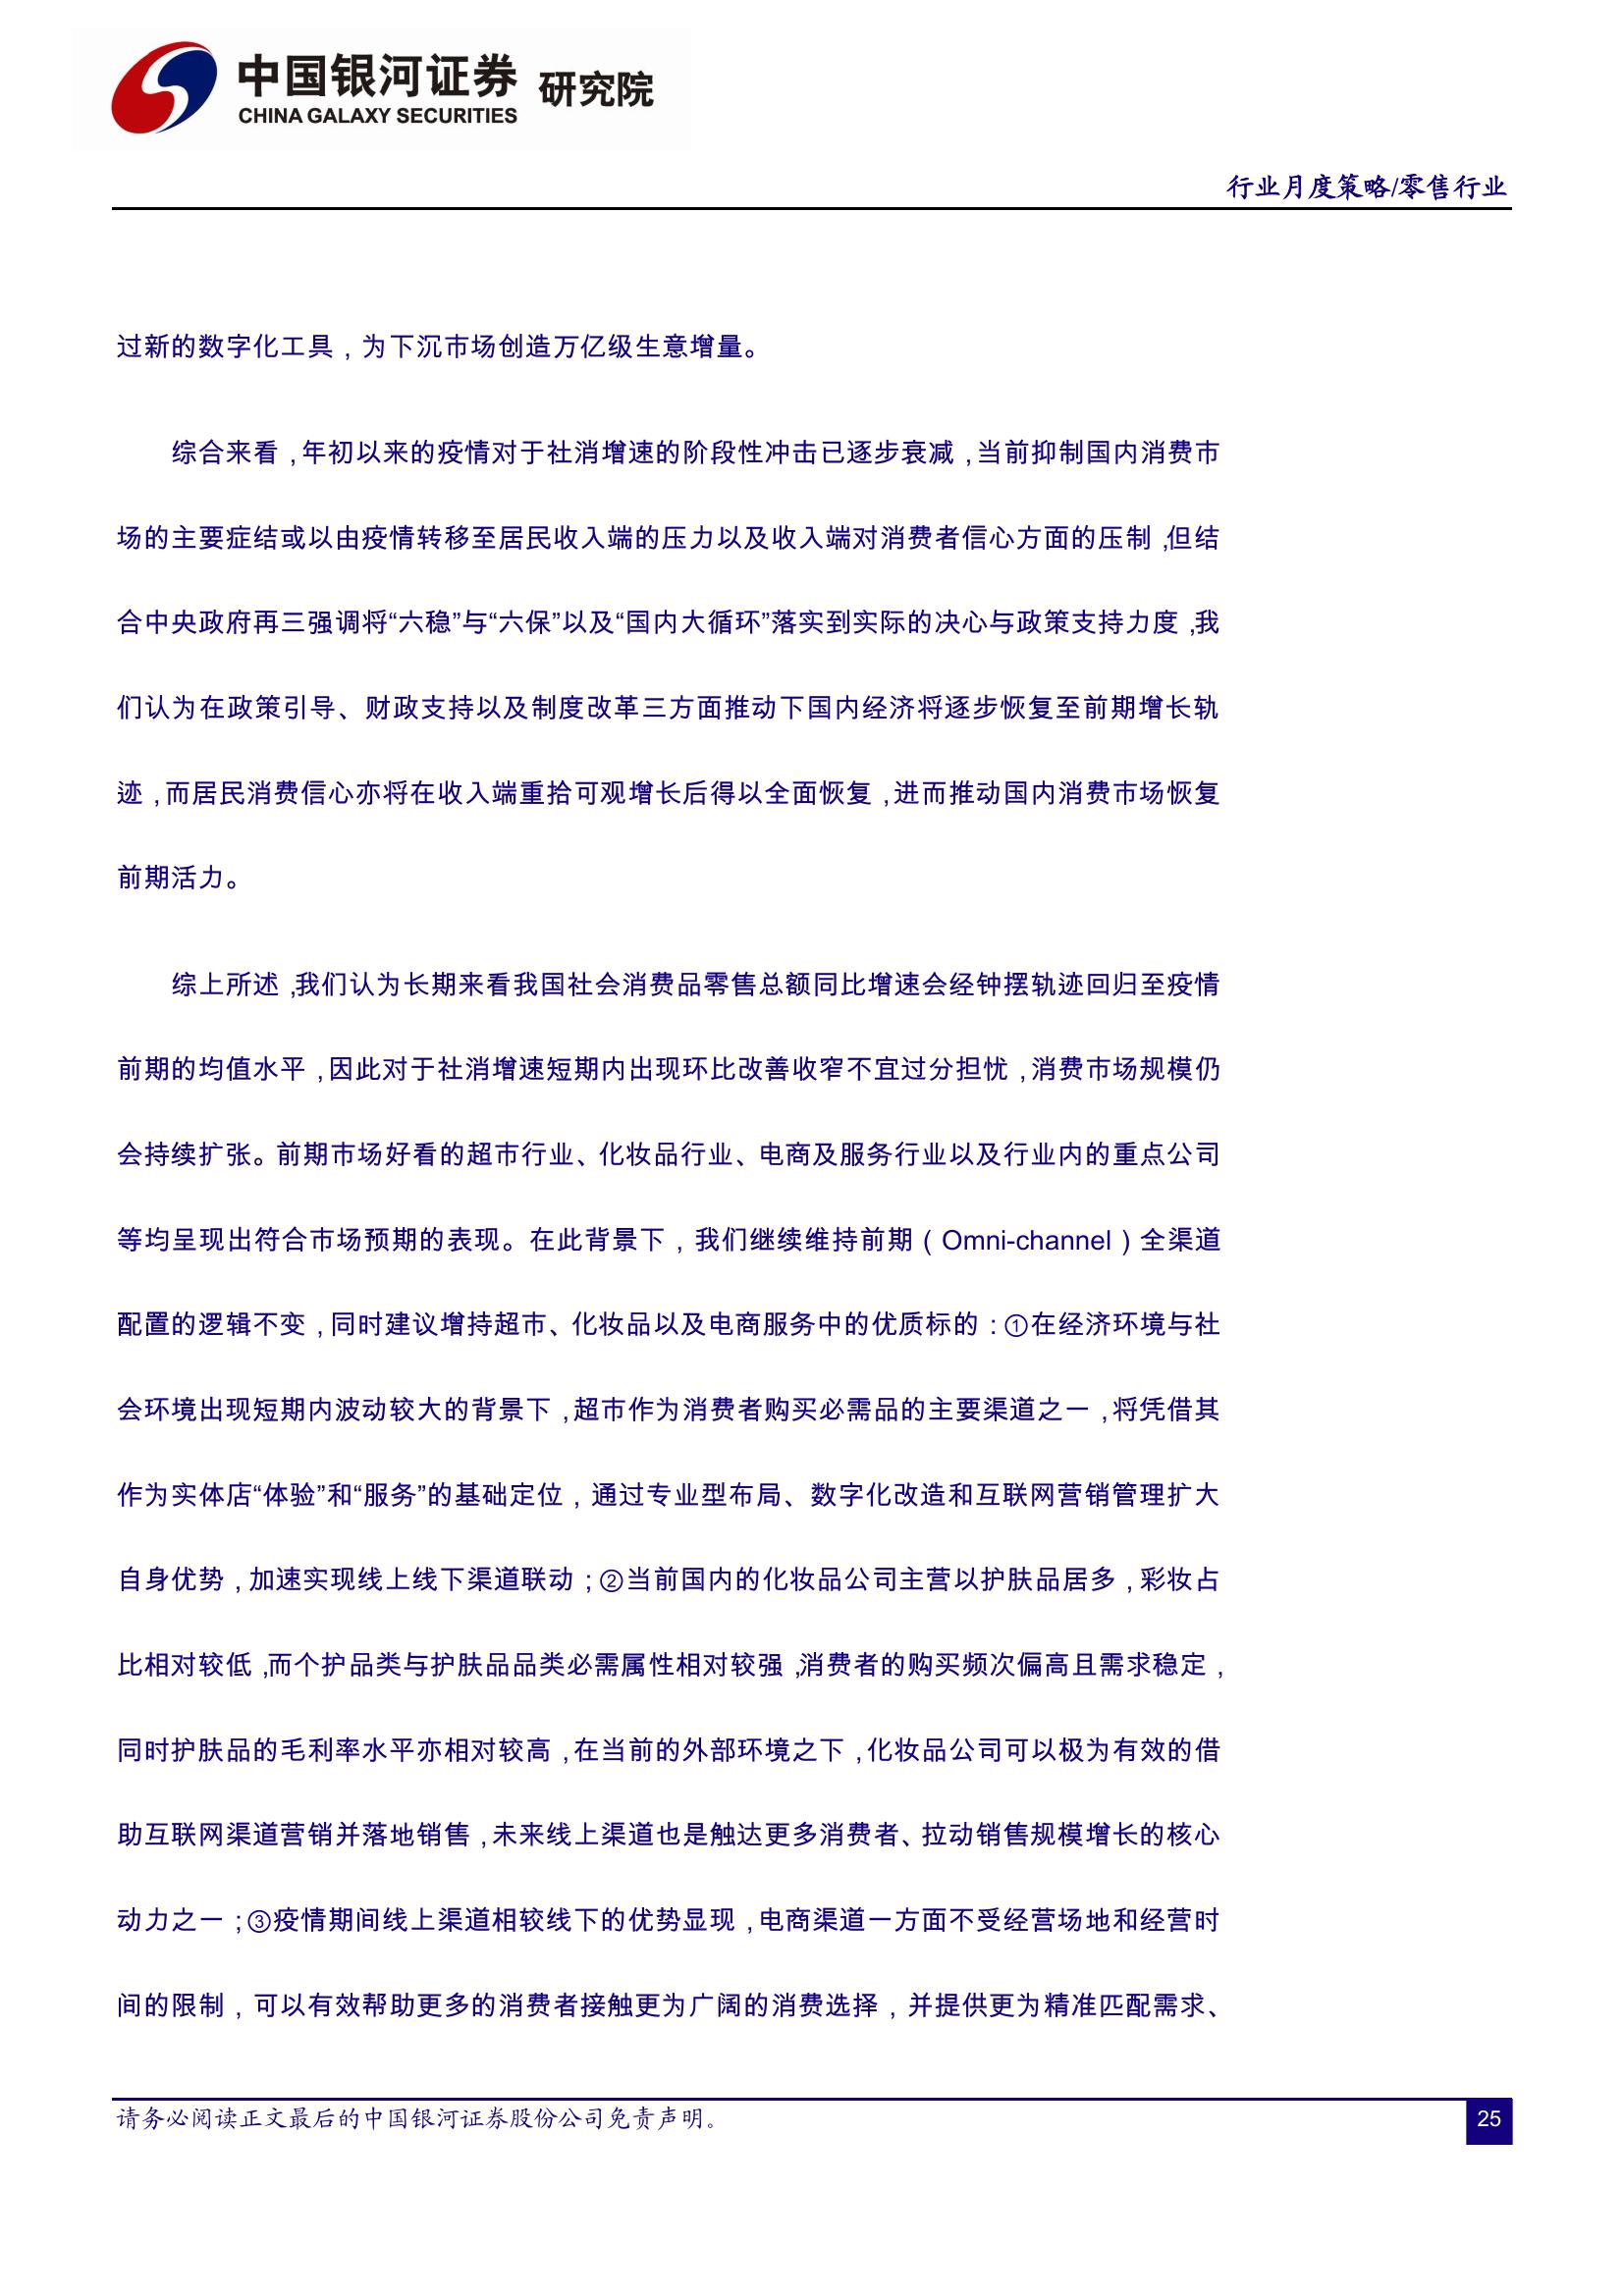 中国银河证券 研究院
CHINA GALAXY SECURITIES
行业月度策略/零售行业
过新的数字化工具，为下沉市场创造万亿级生意增量。
综合来看，年初以来的疫情对于社消增速的阶段性冲击已逐步衰减，当前抑制国内消费市
场的主要症结或以由疫情转移至居民收入端的压力以及收入端对消费者信心方面的压制，但结
合中央政府再三强调将“六稳”与“六保”以及“国内大循环”落实到实际的决心与政策支持力度，我
们认为在政策引导、财政支持以及制度改革三方面推动下国内经济将逐步恢复至前期增长轨
迹，而居民消费信心亦将在收入端重拾可观增长后得以全面恢复，进而推动国内消费市场恢复
前期活力。
综上所述，我们认为长期来看我国社会消费品零售总额同比增速会经钟摆轨迹回归至疫情
前期的均值水平，因此对于社消增速短期内出现环比改善收窄不宜过分担忧，消费市场规模仍
会持续扩张。前期市场好看的超市行业、化妆品行业、电商及服务行业以及行业内的重点公司
等均呈现出符合市场预期的表现。在此背景下，我们继续维持前期（Omni-channel）全渠道
配置的逻辑不变，同时建议增持超市、化妆品以及电商服务中的优质标的：①在经济环境与社
会环境出现短期内波动较大的背景下，超市作为消费者购买必需品的主要渠道之一，将凭借其
作为实体店“体验”和“服务”的基础定位，通过专业型布局、数字化改造和互联网营销管理扩大
自身优势，加速实现线上线下渠道联动；②当前国内的化妆品公司主营以护肤品居多，彩妆占
比相对较低，而个护品类与护肤品品类必需属性相对较强，消费者的购买频次偏高且需求稳定，
同时护肤品的毛利率水平亦相对较高，在当前的外部环境之下，化妆品公司可以极为有效的借
助互联网渠道营销并落地销售，未来线上渠道也是触达更多消费者、拉动销售规模增长的核心
动力之一；③疫情期间线上渠道相较线下的优势显现，电商渠道一方面不受经营场地和经营时
间的限制，可以有效帮助更多的消费者接触更为广阔的消费选择，并提供更为精准匹配需求、
请务必阅读正文最后的中国银河证券股份公司免责声明。
25